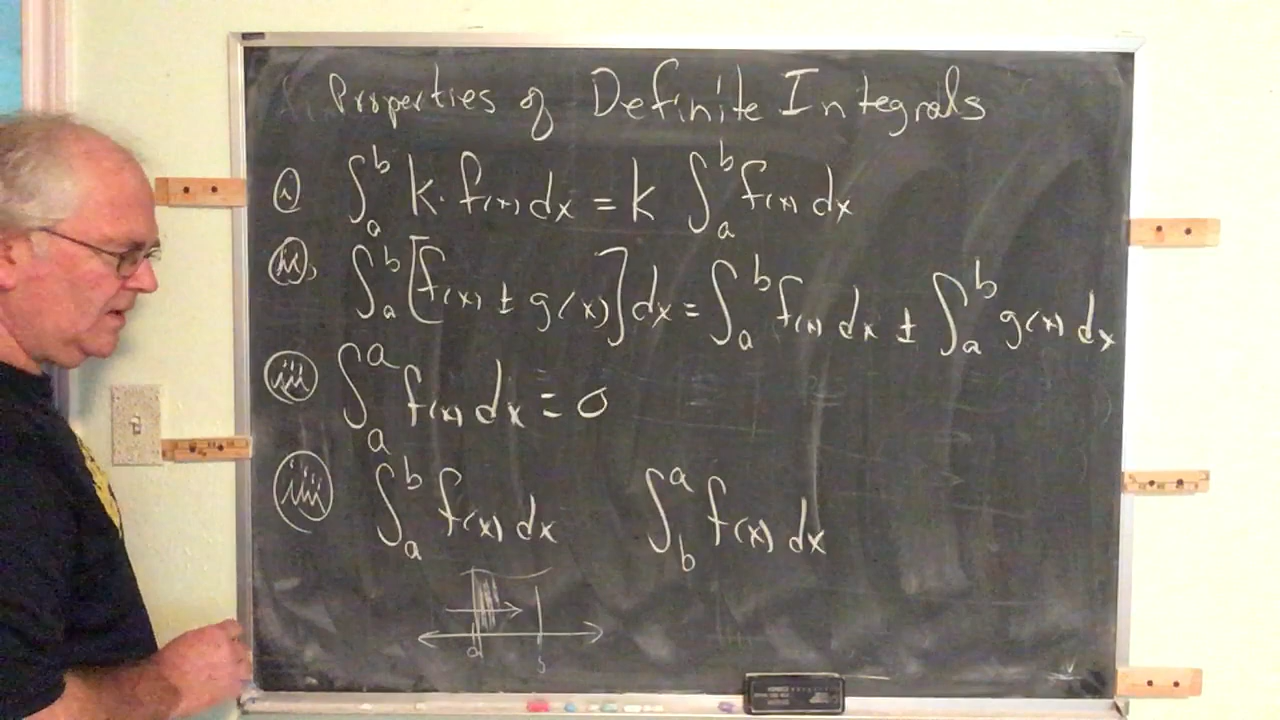 Properties of Definite Integrals
(i) ∫_a^b k·f(x) dx = k ∫_a^b f(x) dx
(ii) ∫_a^b [f(x) ± g(x)] dx = ∫_a^b f(x) dx ± ∫_a^b g(x) dx
(iii) ∫_a^a f(x) dx = 0
(iiii) ∫_a^b f(x) dx ∫_b^a f(x) dx
a b